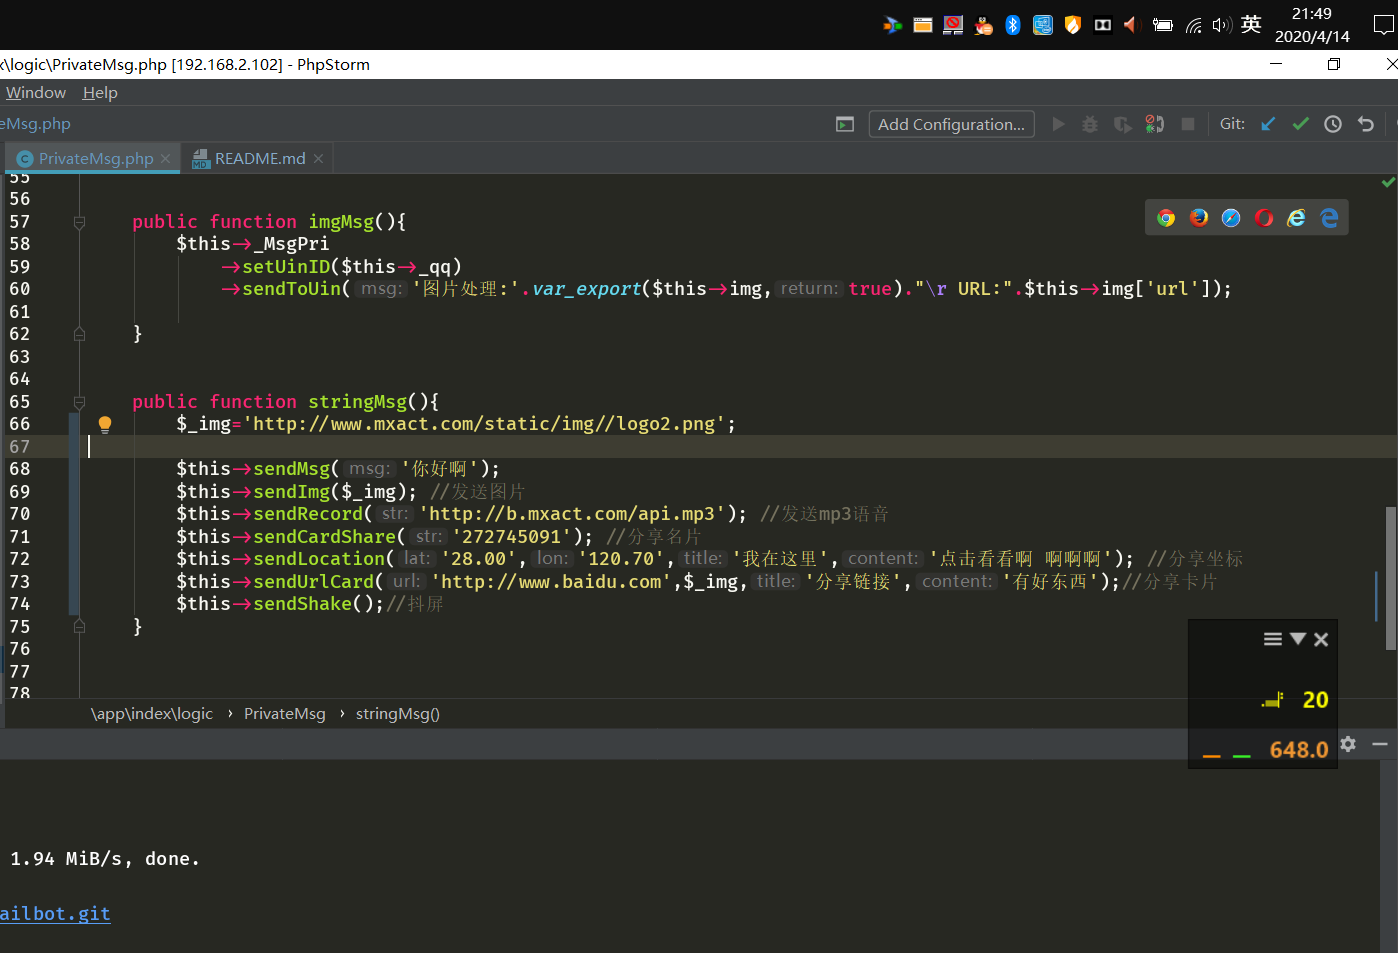 英
21:49
2020/4/14
x\logic\PrivateMsg.php [192.168.2.102] - PhpStorm
Window Help
eMsg.php
Add Configuration... Git:
PrivateMsg.php README.md
55
56
57 public function imgMsg(){
58 $this->_MsgPri
59 ->setUinID($this->_qq)
60 ->sendToUin( msg: '图片处理:'.var_export($this->img, return: true)."\r URL:".$this->img['url']);
61
62 }
63
64
65 public function stringMsg(){
66 $_img='http://www.mxact.com/static/img//logo2.png';
67
68 $this->sendMsg( msg: '你好啊');
69 $this->sendImg($_img); //发送图片
70 $this->sendRecord( str: 'http://b.mxact.com/api.mp3'); //发送mp3语音
71 $this->sendCardShare( str: '272745091'); //分享名片
72 $this->sendLocation( lat: '28.00', lon: '120.70', title: '我在这里', content: '点击看看啊 啊啊啊'); //分享坐标
73 $this->sendUrlCard( url: 'http://www.baidu.com',$_img, title: '分享链接', content: '有好东西');//分享卡片
74 $this->sendShake();//抖屏
75 }
76
77
78
20
648.0
\app\index\logic › PrivateMsg › stringMsg()
1.94 MiB/s, done.
ailbot.git